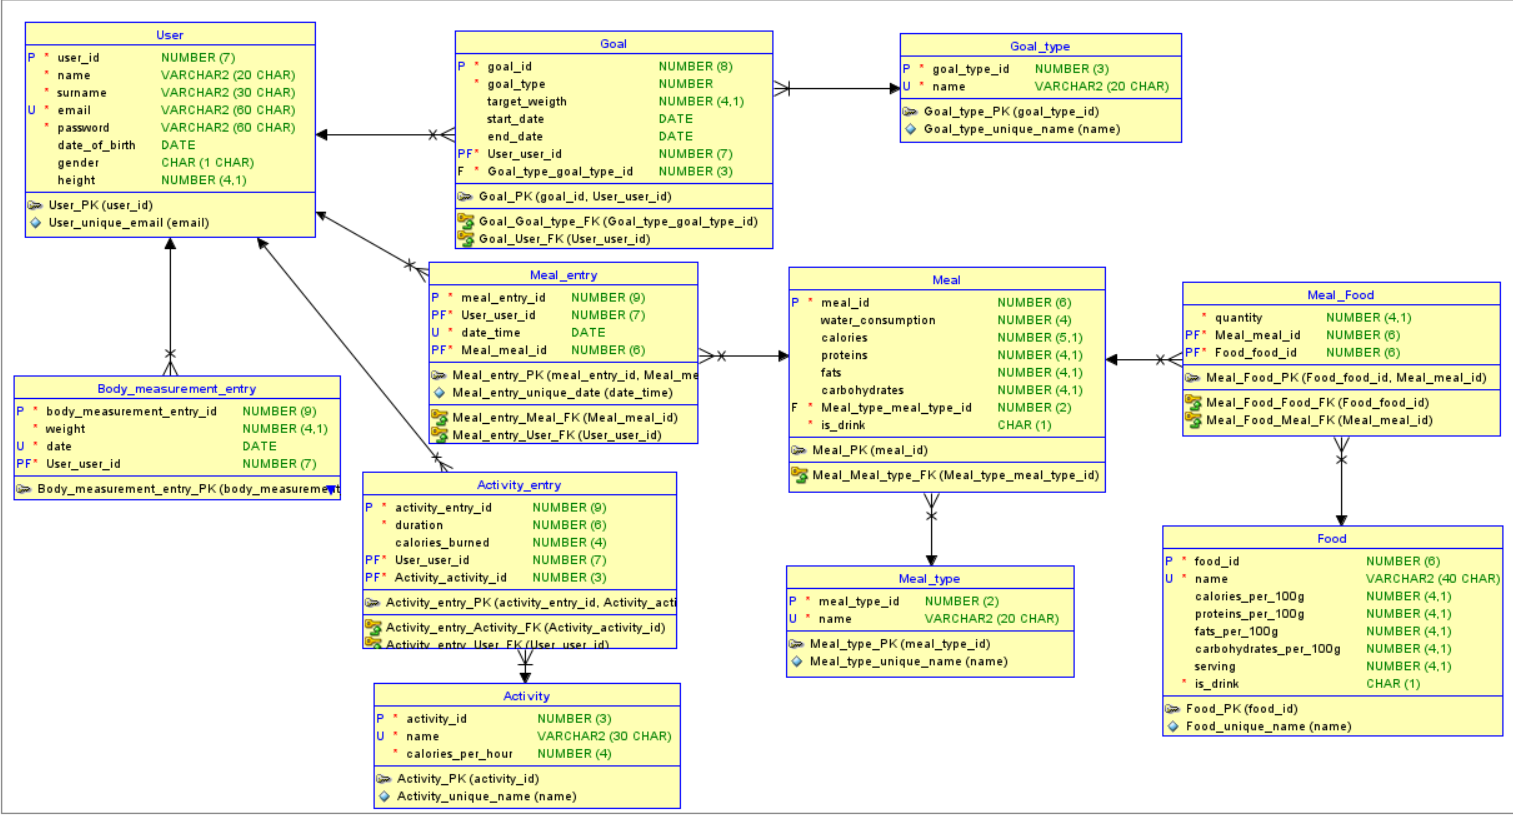 User
P * user_id NUMBER (7)
* name VARCHAR2 (20 CHAR)
* surname VARCHAR2 (30 CHAR)
U * email VARCHAR2 (60 CHAR)
* password VARCHAR2 (60 CHAR)
date_of_birth DATE
gender CHAR (1 CHAR)
height NUMBER (4,1)
User_PK (user_id)
User_unique_email (email)
Goal
P * goal_id NUMBER (8)
* goal_type NUMBER
target_weigth NUMBER (4,1)
start_date DATE
end_date DATE
PF* User_user_id NUMBER (7)
F * Goal_type_goal_type_id NUMBER (3)
Goal_PK (goal_id, User_user_id)
Goal_Goal_type_FK (Goal_type_goal_type_id)
Goal_User_FK (User_user_id)
Goal_type
P * goal_type_id NUMBER (3)
U * name VARCHAR2 (20 CHAR)
Goal_type_PK (goal_type_id)
Goal_type_unique_name (name)
Meal_entry
P * meal_entry_id NUMBER (9)
PF* User_user_id NUMBER (7)
U * date_time DATE
PF* Meal_meal_id NUMBER (6)
Meal_entry_PK (meal_entry_id, Meal_me
Meal_entry_unique_date (date_time)
Meal_entry_Meal_FK (Meal_meal_id)
Meal_entry_User_FK (User_user_id)
Meal
P * meal_id NUMBER (6)
water_consumption NUMBER (4)
calories NUMBER (5,1)
proteins NUMBER (4,1)
fats NUMBER (4,1)
carbohydrates NUMBER (4,1)
F * Meal_type_meal_type_id NUMBER (2)
* is_drink CHAR (1)
Meal_PK (meal_id)
Meal_Meal_type_FK (Meal_type_meal_type_id)
Meal_Food
* quantity NUMBER (4,1)
PF* Meal_meal_id NUMBER (6)
PF* Food_food_id NUMBER (6)
Meal_Food_PK (Food_food_id, Meal_meal_id)
Meal_Food_Food_FK (Food_food_id)
Meal_Food_Meal_FK (Meal_meal_id)
Body_measurement_entry
P * body_measurement_entry_id NUMBER (9)
* weight NUMBER (4,1)
U * date DATE
PF* User_user_id NUMBER (7)
Body_measurement_entry_PK (body_measurement
Activity_entry
P * activity_entry_id NUMBER (9)
* duration NUMBER (6)
calories_burned NUMBER (4)
PF* User_user_id NUMBER (7)
PF* Activity_activity_id NUMBER (3)
Activity_entry_PK (activity_entry_id, Activity_acti
Activity_entry_Activity_FK (Activity_activity_id)
Activity_entry_User_FK (User_user_id)
Meal_type
P * meal_type_id NUMBER (2)
U * name VARCHAR2 (20 CHAR)
Meal_type_PK (meal_type_id)
Meal_type_unique_name (name)
Food
P * food_id NUMBER (6)
U * name VARCHAR2 (40 CHAR)
calories_per_100g NUMBER (4,1)
proteins_per_100g NUMBER (4,1)
fats_per_100g NUMBER (4,1)
carbohydrates_per_100g NUMBER (4,1)
serving NUMBER (4,1)
* is_drink CHAR (1)
Food_PK (food_id)
Food_unique_name (name)
Activity
P * activity_id NUMBER (3)
U * name VARCHAR2 (30 CHAR)
* calories_per_hour NUMBER (4)
Activity_PK (activity_id)
Activity_unique_name (name)